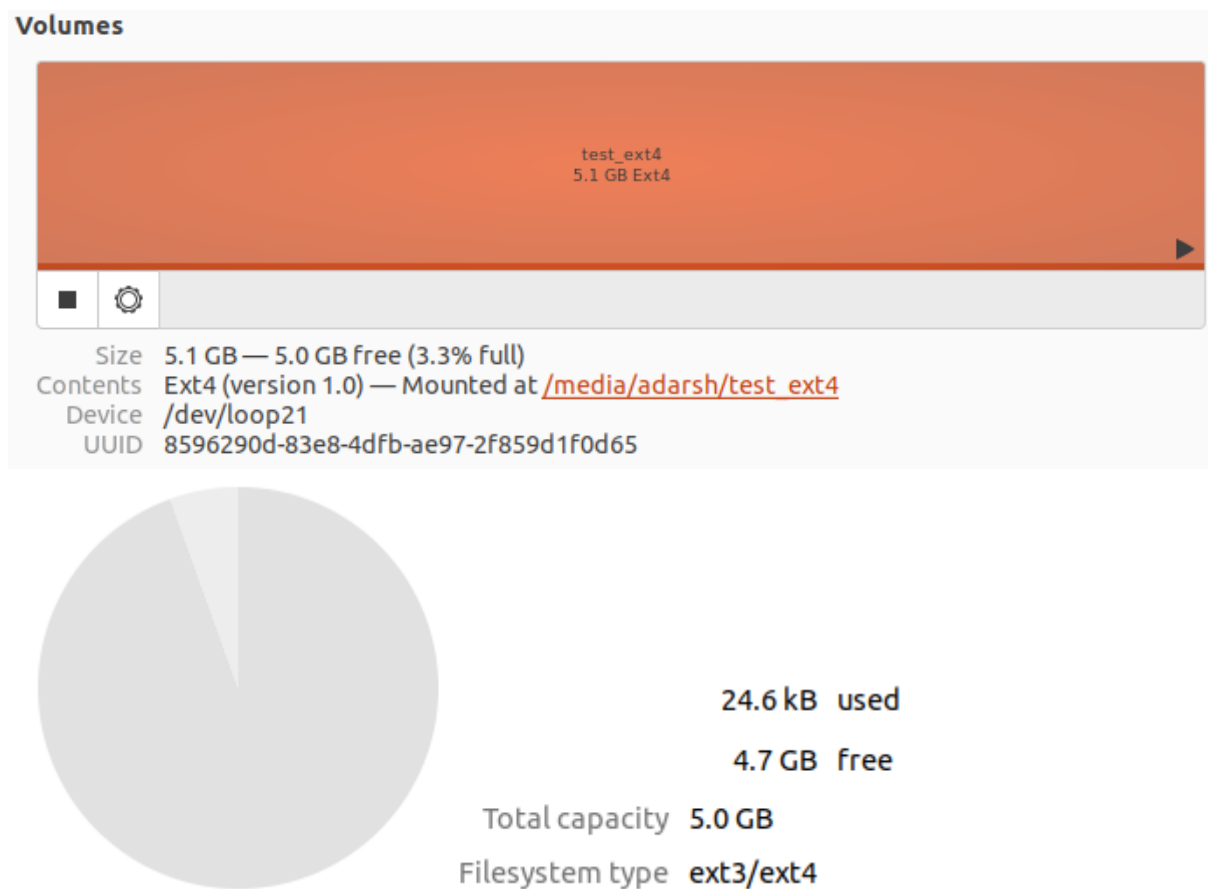 Volumes
test_ext4
5.1 GB Ext4
Size 5.1 GB — 5.0 GB free (3.3% full)
Contents Ext4 (version 1.0) — Mounted at /media/adarsh/test_ext4
Device /dev/loop21
UUID 8596290d-83e8-4dfb-ae97-2f859d1f0d65
24.6 kB used
4.7 GB free
Total capacity 5.0 GB
Filesystem type ext3/ext4